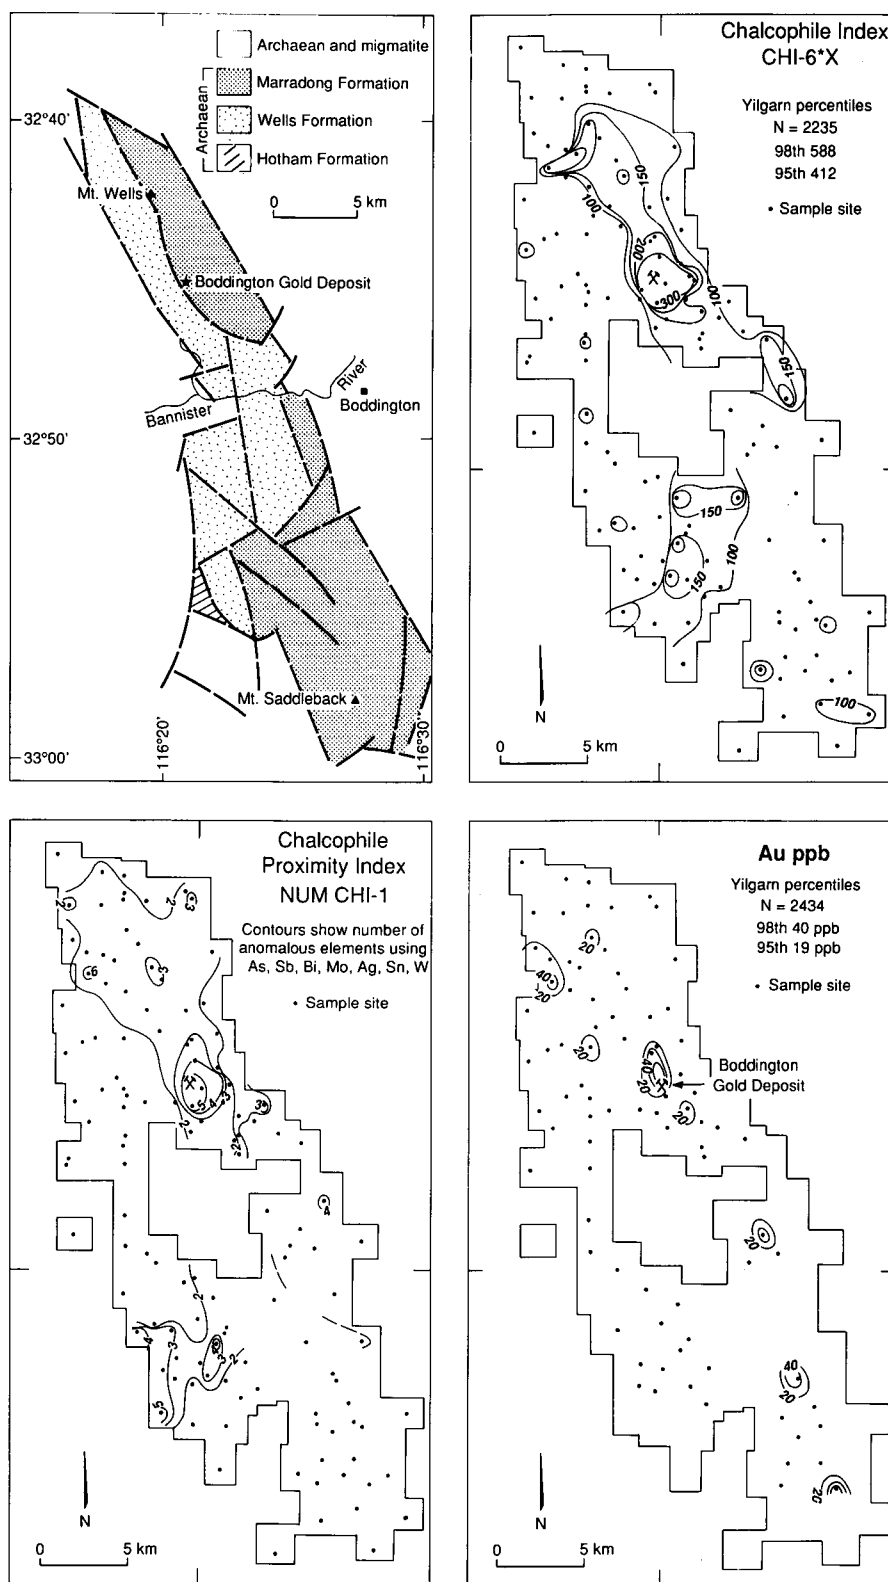 Archaean and migmatite
Archaean
Marradong Formation
Wells Formation
Hotham Formation
0 5 km
32°40'
Mt. Wells
Boddington Gold Deposit
Bannister River
Boddington
32°50'
Mt. Saddleback
33°00'
116°20'
116°30'
Chalcophile Index
CHI-6*X
Yilgarn percentiles
N = 2235
98th 588
95th 412
• Sample site
150
100
200
300
100
150
150
100
150
100
N
0 5 km
Chalcophile
Proximity Index
NUM CHI-1
Contours show number of
anomalous elements using
As, Sb, Bi, Mo, Ag, Sn, W
• Sample site
2
2
3
6
3
5
4
3
3
2
2
4
2
4
3
3
2
5
N
0 5 km
Au ppb
Yilgarn percentiles
N = 2434
98th 40 ppb
95th 19 ppb
• Sample site
20
40
20
20
40
20
Boddington
Gold Deposit
20
20
40
20
20
N
0 5 km